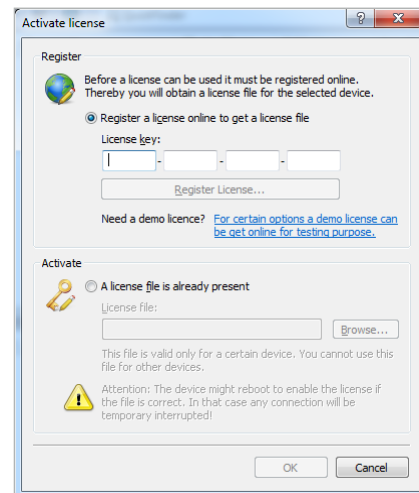 Activate license
Register
Before a license can be used it must be registered online.
Thereby you will obtain a license file for the selected device.
Register a license online to get a license file
License key:
- - -
Register License...
Need a demo licence? For certain options a demo license can
be get online for testing purpose.
Activate
A license file is already present
License file:
Browse...
This file is valid only for a certain device. You cannot use this
file for other devices.
Attention: The device might reboot to enable the license if
the file is correct. In that case any connection will be
temporary interrupted!
OK Cancel